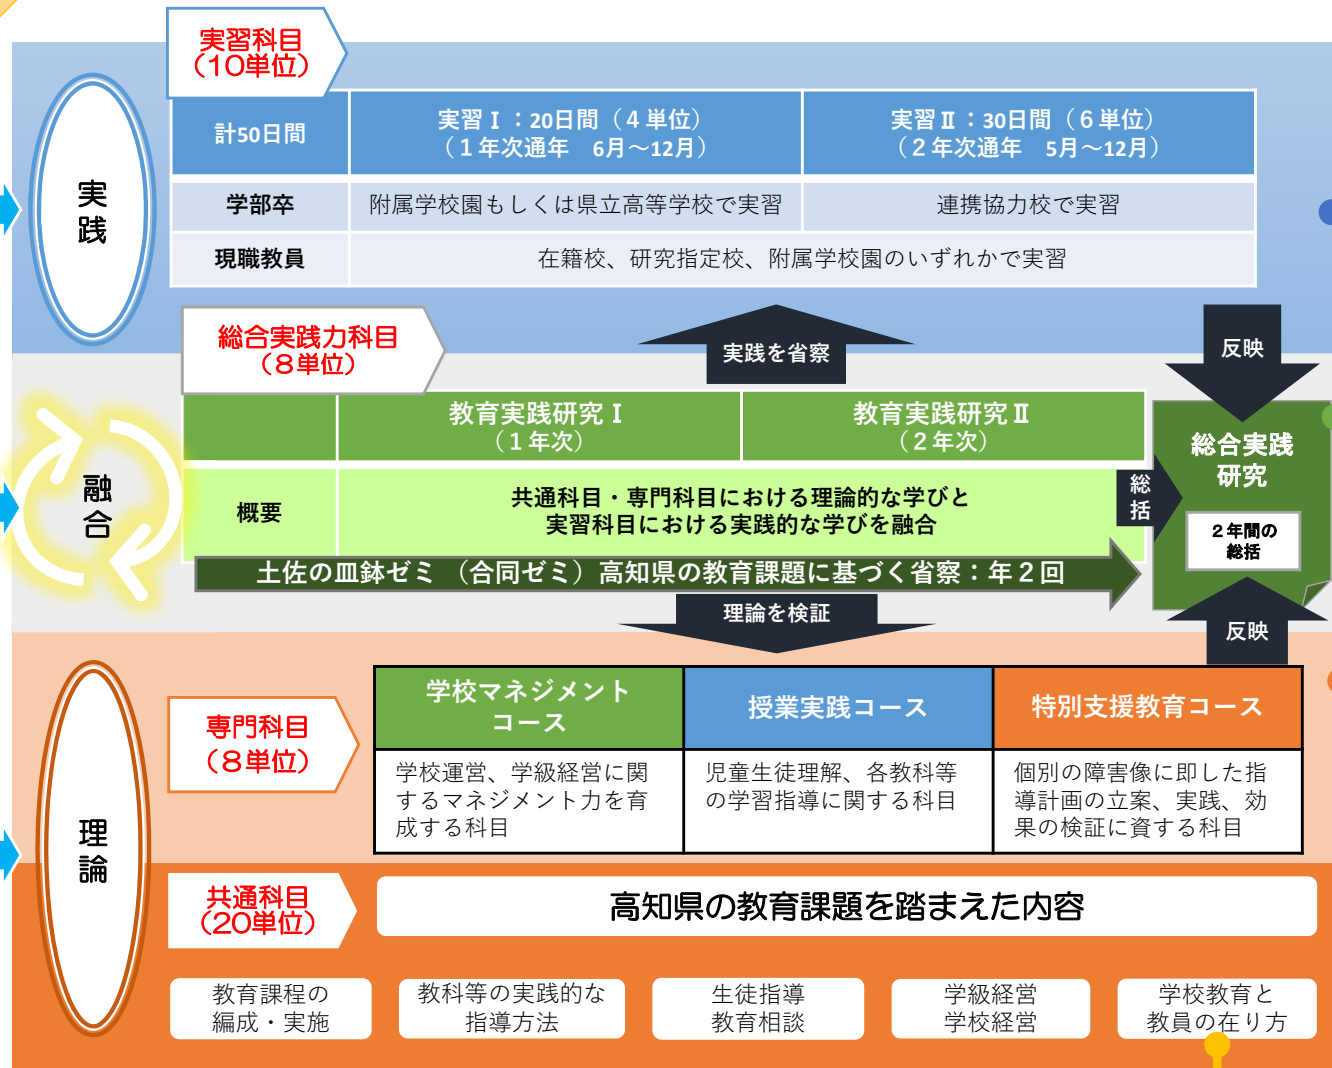 実習科目
（10単位）
計50日間
実習Ⅰ：20日間（４単位）
（１年次通年　6月～12月）
実習Ⅱ：30日間（６単位）
（２年次通年　5月～12月）
実践
学部卒
附属学校園もしくは県立高等学校で実習
連携協力校で実習
現職教員
在籍校、研究指定校、附属学校園のいずれかで実習
総合実践力科目
（８単位）
実践を省察
反映
融合
教育実践研究Ⅰ
（１年次）
教育実践研究Ⅱ
（２年次）
概要
共通科目・専門科目における理論的な学びと
実習科目における実践的な学びを融合
総括
総合実践
研究
２年間の
総括
土佐の皿鉢ゼミ （合同ゼミ）高知県の教育課題に基づく省察：年２回
理論を検証
反映
理論
専門科目
（８単位）
学校マネジメント
コース
授業実践コース
特別支援教育コース
学校運営、学級経営に関
するマネジメント力を育
成する科目
児童生徒理解、各教科等
の学習指導に関する科目
個別の障害像に即した指
導計画の立案、実践、効
果の検証に資する科目
共通科目
（20単位）
高知県の教育課題を踏まえた内容
教育課程の
編成・実施
教科等の実践的な
指導方法
生徒指導
教育相談
学級経営
学校経営
学校教育と
教員の在り方